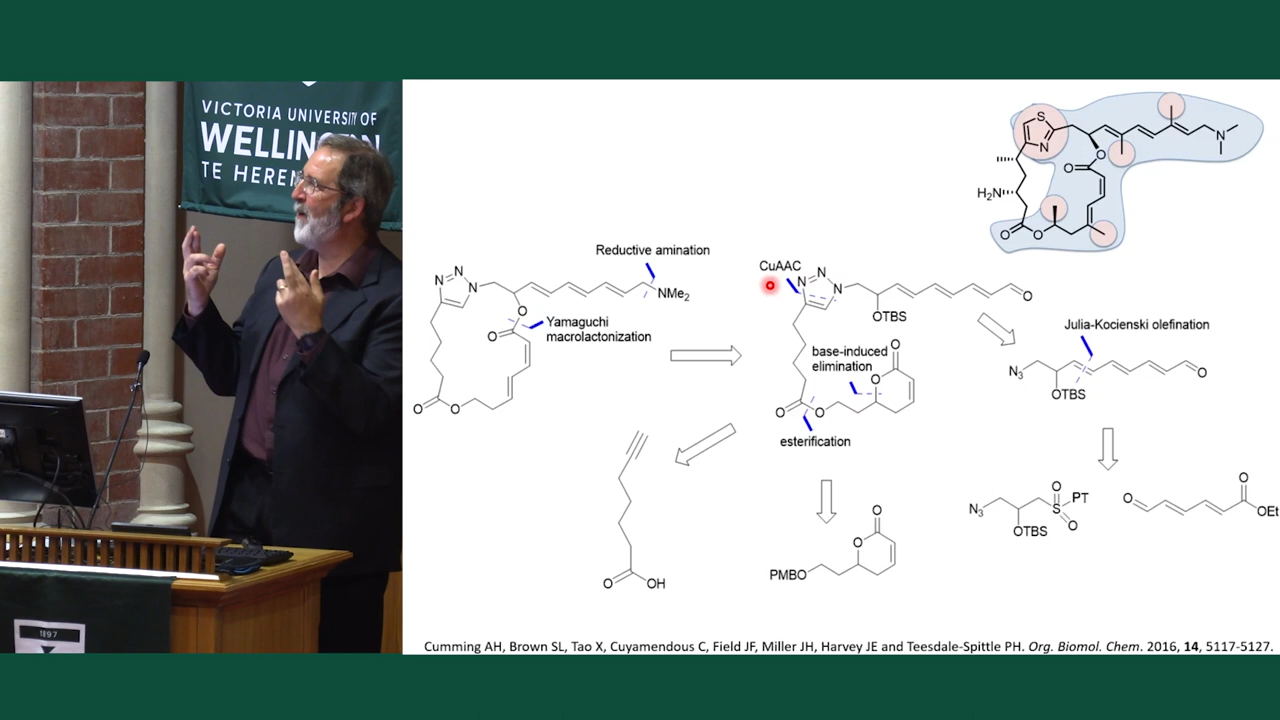 VICTORIA UNIVERSITY OF
WELLINGTON
TE HEREN
1897
S
N
N
O
O
H₂N
O
O
Reductive amination
N
N
N
NMe₂
O
O
Yamaguchi
macrolactonization
O
O
CuAAC
N
N
N
O
OTBS
base-induced
elimination
O
O
O
O
esterification
Julia-Kocienski olefination
N₃
O
OTBS
O
OH
O
O
PMBO
N₃
OTBS
O
S
O
PT
O
O
OEt
Cumming AH, Brown SL, Tao X, Cuyamendous C, Field JF, Miller JH, Harvey JE and Teesdale-Spittle PH. Org. Biomol. Chem. 2016, 14, 5117-5127.